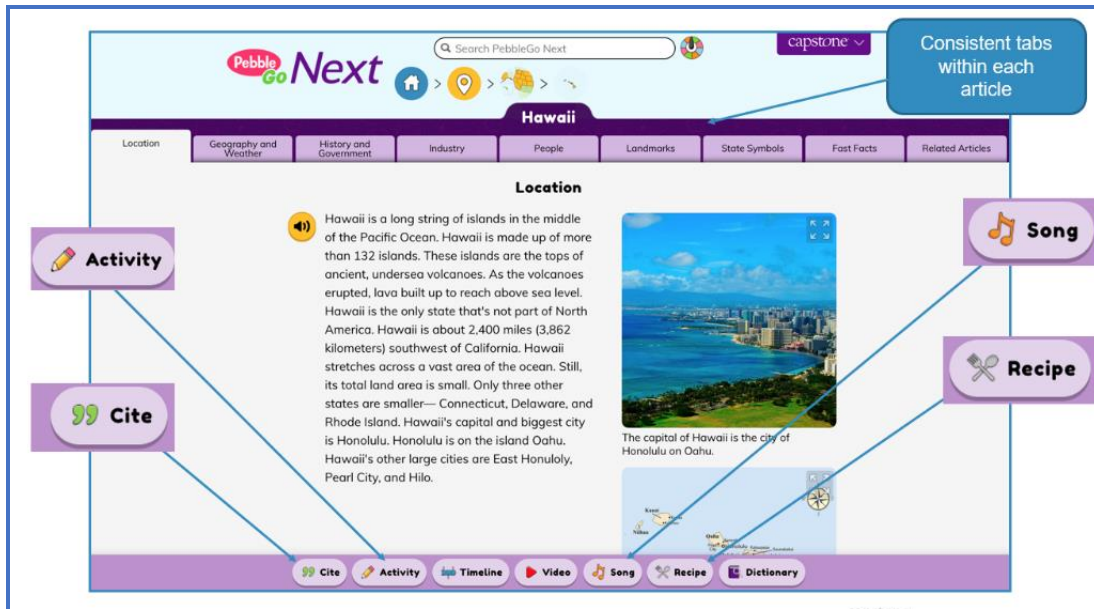 Pebble Go Next
Search PebbleGo Next
capstone
Consistent tabs
within each
article
Hawaii
Location
Geography and
Weather
History and
Government
Industry
People
Landmarks
State Symbols
Fast Facts
Related Articles
Location
Hawaii is a long string of islands in the middle
of the Pacific Ocean. Hawaii is made up of more
than 132 islands. These islands are the tops of
ancient, undersea volcanoes. As the volcanoes
erupted, lava built up to reach above sea level.
Hawaii is the only state that's not part of North
America. Hawaii is about 2,400 miles (3,862
kilometers) southwest of California. Hawaii
stretches across a vast area of the ocean. Still,
its total land area is small. Only three other
states are smaller— Connecticut, Delaware, and
Rhode Island. Hawaii's capital and biggest city
is Honolulu. Honolulu is on the island Oahu.
Hawaii's other large cities are East Honuloly,
Pearl City, and Hilo.
The capital of Hawaii is the city of
Honolulu on Oahu.
Kauai
Niihau
Oahu
Activity
Cite
Song
Recipe
Cite
Activity
Timeline
Video
Song
Recipe
Dictionary